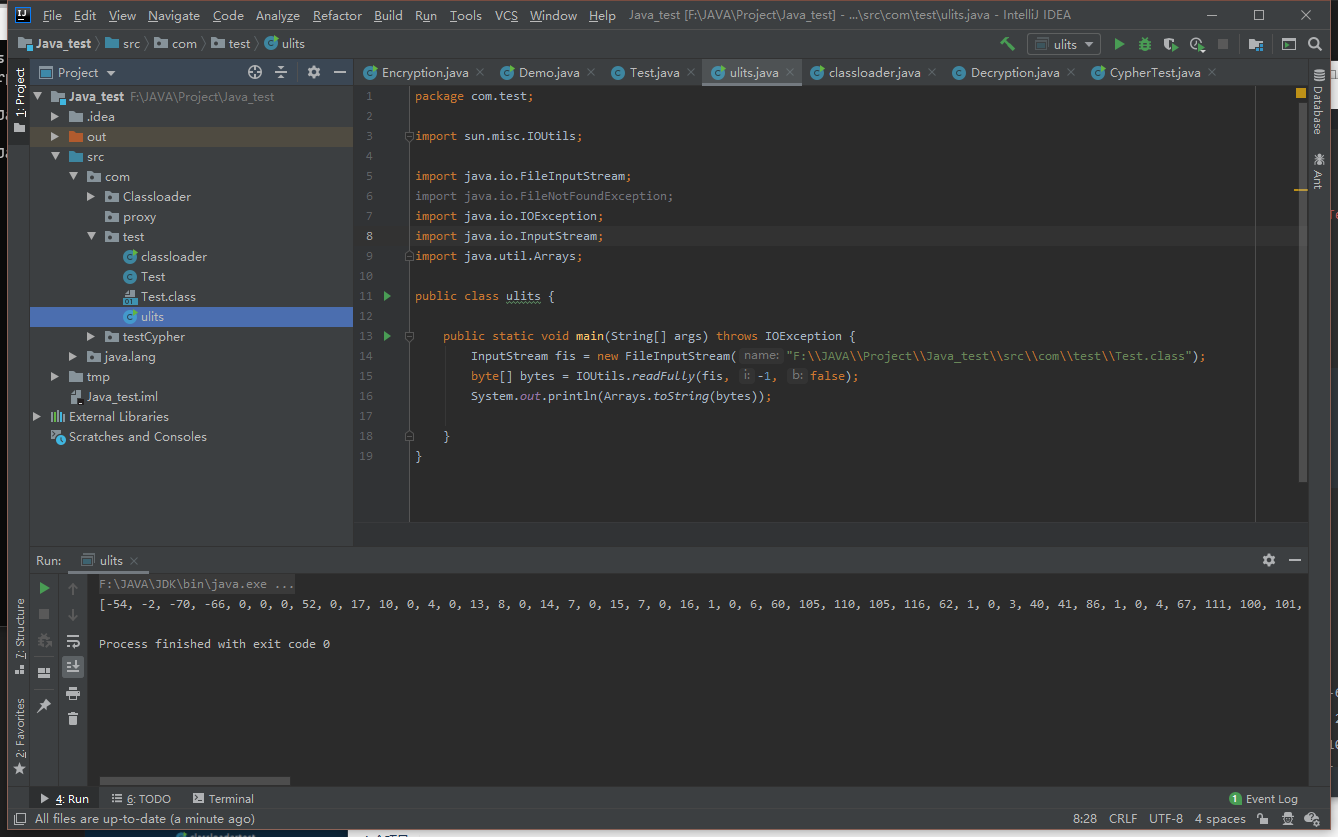 File Edit View Navigate Code Analyze Refactor Build Run Tools VCS Window Help Java_test [F:\JAVA\Project\Java_test] - ...\src\com\test\ulits.java - IntelliJ IDEA
Java_test src com test ulits ulits
1: Project
Project
Encryption.java Demo.java Test.java ulits.java classloader.java Decryption.java CypherTest.java
Java_test F:\JAVA\Project\Java_test
.idea
out
src
com
Classloader
proxy
test
classloader
Test
Test.class
ulits
testCypher
java.lang
tmp
Java_test.iml
External Libraries
Scratches and Consoles
1 package com.test;
2
3 import sun.misc.IOUtils;
4
5 import java.io.FileInputStream;
6 import java.io.FileNotFoundException;
7 import java.io.IOException;
8 import java.io.InputStream;
9 import java.util.Arrays;
10
11 public class ulits {
12
13 public static void main(String[] args) throws IOException {
14 InputStream fis = new FileInputStream( name: "F:\\JAVA\\Project\\Java_test\\src\\com\\test\\Test.class");
15 byte[] bytes = IOUtils.readFully(fis, i: -1, b: false);
16 System.out.println(Arrays.toString(bytes));
17
18 }
19 }
Database
Ant
Run: ulits
F:\JAVA\JDK\bin\java.exe ...
[-54, -2, -70, -66, 0, 0, 0, 52, 0, 17, 10, 0, 4, 0, 13, 8, 0, 14, 7, 0, 15, 7, 0, 16, 1, 0, 6, 60, 105, 110, 105, 116, 62, 1, 0, 3, 40, 41, 86, 1, 0, 4, 67, 111, 100, 101,
Process finished with exit code 0
7: Structure
2: Favorites
4: Run 6: TODO Terminal 1 Event Log
All files are up-to-date (a minute ago) 8:28 CRLF UTF-8 4 spaces